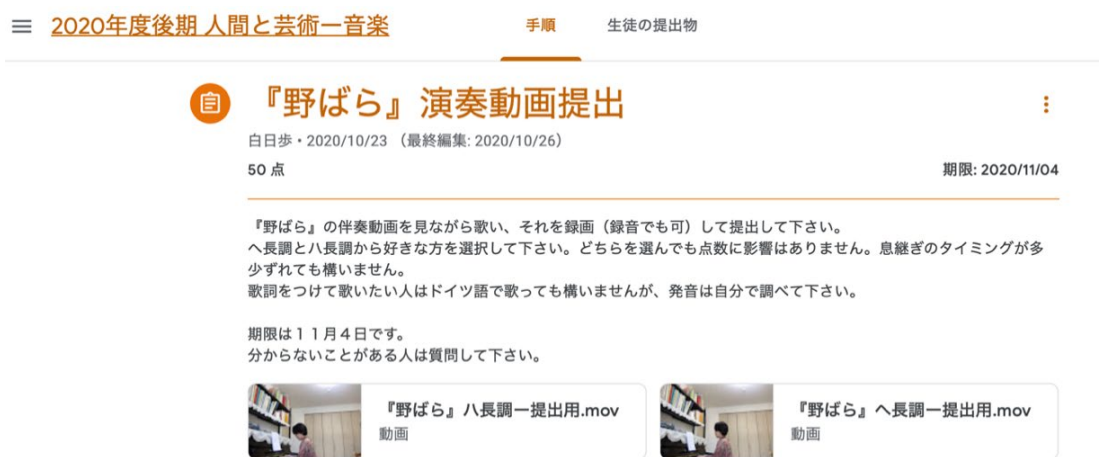 2020年度後期 人間と芸術ー音楽
手順
生徒の提出物
『野ばら』演奏動画提出
白日歩・2020/10/23 （最終編集: 2020/10/26）
50 点
期限: 2020/11/04
『野ばら』の伴奏動画を見ながら歌い、それを録画（録音でも可）して提出して下さい。
ヘ長調とハ長調から好きな方を選択して下さい。どちらを選んでも点数に影響はありません。息継ぎのタイミングが多
少ずれても構いません。
歌詞をつけて歌いたい人はドイツ語で歌っても構いませんが、発音は自分で調べて下さい。
期限は１１月４日です。
分からないことがある人は質問して下さい。
『野ばら』ハ長調ー提出用.mov
動画
『野ばら』ヘ長調ー提出用.mov
動画